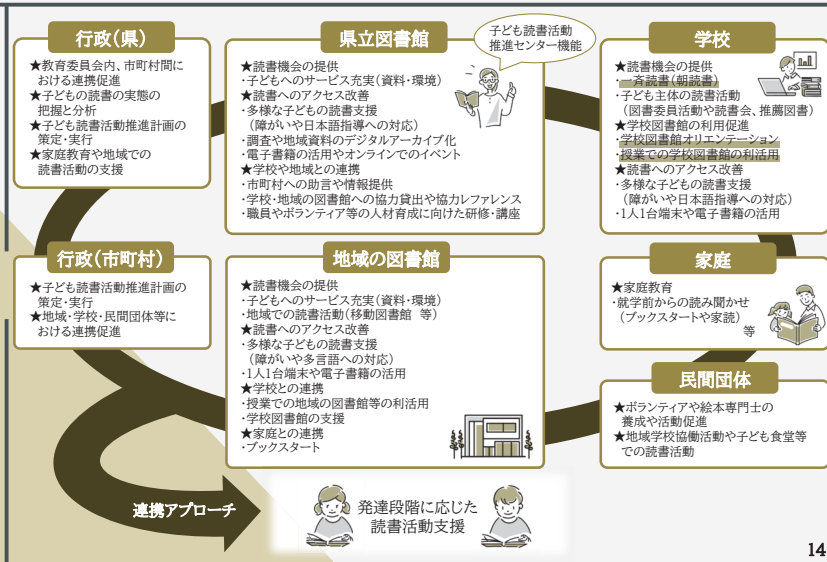 行政(県)
★教育委員会内、市町村間に
おける連携促進
★子どもの読書の実態の
把握と分析
★子ども読書活動推進計画の
策定・実行
★家庭教育や地域での
読書活動の支援
県立図書館
子ども読書活動
推進センター機能
★読書機会の提供
・子どもへのサービス充実(資料・環境)
★読書へのアクセス改善
・多様な子どもの読書支援
(障がいや日本語指導への対応)
・調査や地域資料のデジタルアーカイブ化
・電子書籍の活用やオンラインでのイベント
★学校や地域との連携
・市町村への助言や情報提供
・学校・地域の図書館への協力貸出や協力レファレンス
・職員やボランティア等の人材育成に向けた研修・講座
学校
★読書機会の提供
・一斉読書(朝読書)
・子ども主体の読書活動
(図書委員活動や読書会、推薦図書)
★学校図書館の利用促進
・学校図書館オリエンテーション
・授業での学校図書館の利活用
★読書へのアクセス改善
・多様な子どもの読書支援
(障がいや日本語指導への対応)
・1人1台端末や電子書籍の活用
行政(市町村)
★子ども読書活動推進計画の
策定・実行
★地域・学校・民間団体等に
おける連携促進
地域の図書館
★読書機会の提供
・子どもへのサービス充実(資料・環境)
・地域での読書活動(移動図書館 等)
★読書へのアクセス改善
・多様な子どもの読書支援
(障がいや多言語への対応)
・1人1台端末や電子書籍の活用
★学校との連携
・授業での地域の図書館等の利活用
・学校図書館の支援
★家庭との連携
・ブックスタート
家庭
★家庭教育
・就学前からの読み聞かせ
(ブックスタートや家読)
等
民間団体
★ボランティアや絵本専門士の
養成や活動促進
★地域学校協働活動や子ども食堂等
での読書活動
連携アプローチ
発達段階に応じた
読書活動支援
14